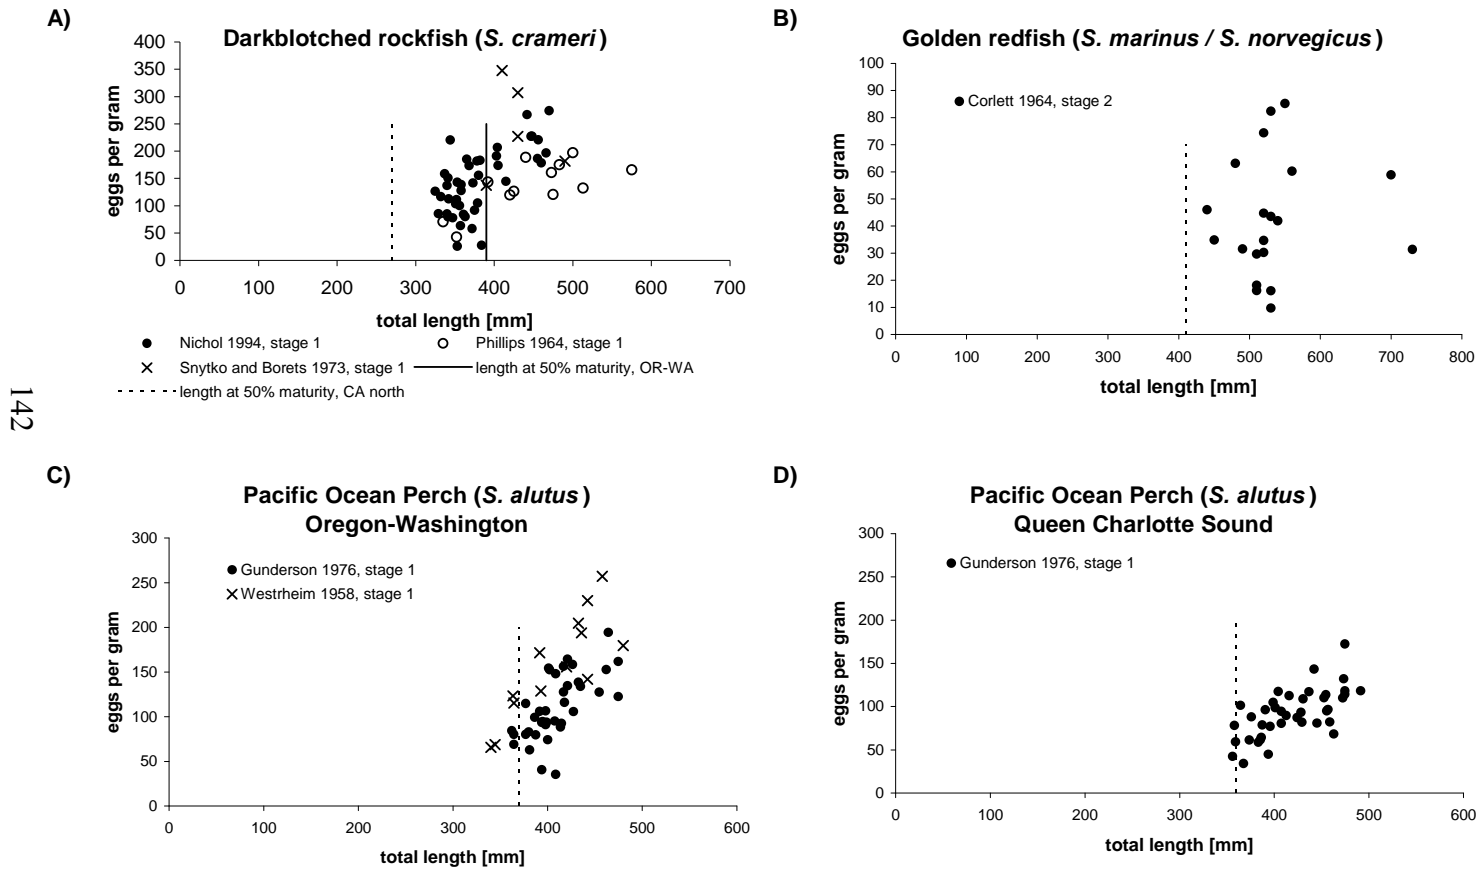 A)
Darkblotched rockfish (S. crameri)
400
350
300
250
200
150
100
50
0
eggs per gram
0 100 200 300 400 500 600 700
total length [mm]
Nichol 1994, stage 1
Phillips 1964, stage 1
Snytko and Borets 1973, stage 1
length at 50% maturity, OR-WA
length at 50% maturity, CA north
B)
Golden redfish (S. marinus / S. norvegicus)
100
90
80
70
60
50
40
30
20
10
0
eggs per gram
Corlett 1964, stage 2
0 100 200 300 400 500 600 700 800
total length [mm]
142
C)
Pacific Ocean Perch (S. alutus)
Oregon-Washington
300
250
200
150
100
50
0
eggs per gram
Gunderson 1976, stage 1
Westrheim 1958, stage 1
0 100 200 300 400 500 600
total length [mm]
D)
Pacific Ocean Perch (S. alutus)
Queen Charlotte Sound
300
250
200
150
100
50
0
eggs per gram
Gunderson 1976, stage 1
0 100 200 300 400 500 600
total length [mm]